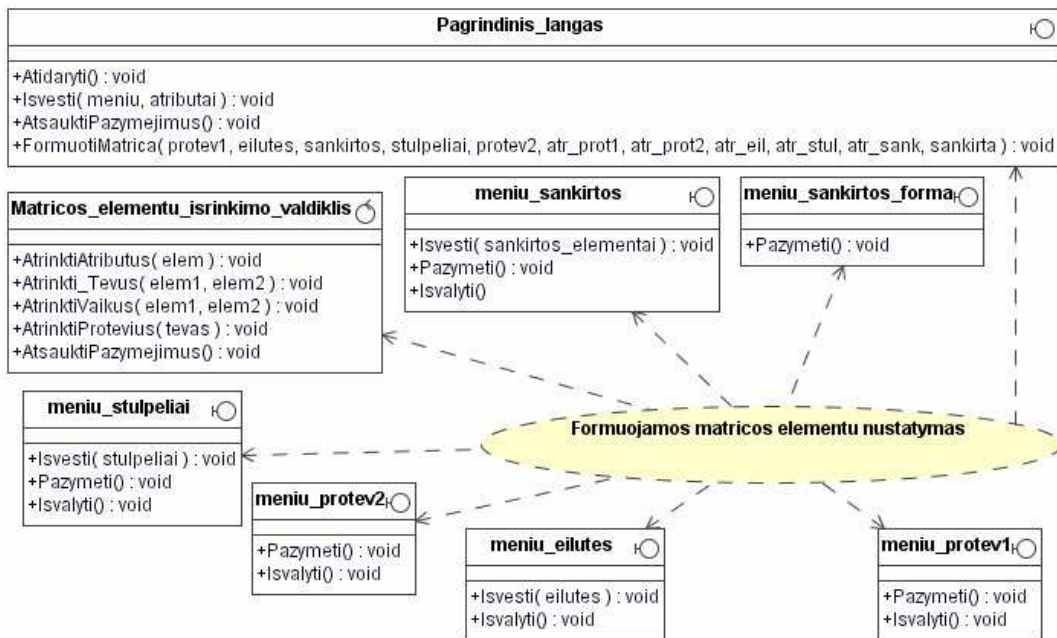 Pagrindinis_langas
+Atidaryti() : void
+Isvesti( meniu, atributai ) : void
+AtsauktiPazymejimus() : void
+FormuotiMatrica( protev1, eilutes, sankirtos, stulpeliai, protev2, atr_prot1, atr_prot2, atr_eil, atr_stul, atr_sank, sankirta ) : void
Matricos_elementu_isrinkimo_valdiklis
+AtrinktiAtributus( elem ) : void
+Atrinkti_Tevus( elem1, elem2 ) : void
+AtrinktiVaikus( elem1, elem2 ) : void
+AtrinktiProtevius( tevas ) : void
+AtsauktiPazymejimus() : void
meniu_sankirtos
+Isvesti( sankirtos_elementai ) : void
+Pazymeti() : void
+Isvalyti()
meniu_sankirtos_forma
+Pazymeti() : void
meniu_stulpeliai
+Isvesti( stulpeliai ) : void
+Pazymeti() : void
+Isvalyti() : void
Formuojamos matricos elementu nustatymas
meniu_protev2
+Pazymeti() : void
+Isvalyti() : void
meniu_eilutes
+Isvesti( eilutes ) : void
+Isvalyti() : void
meniu_protev1
+Pazymeti() : void
+Isvalyti() : void